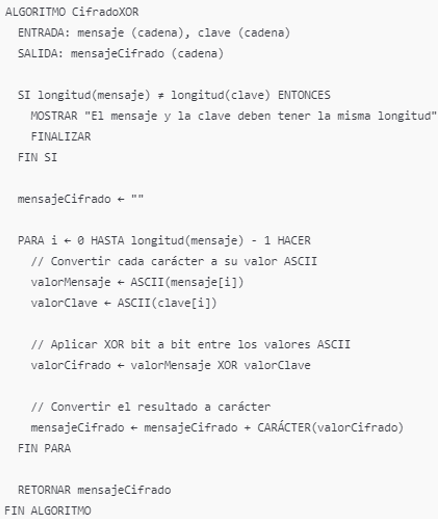 ALGORITMO CifradoXOR
ENTRADA: mensaje (cadena), clave (cadena)
SALIDA: mensajeCifrado (cadena)
SI longitud(mensaje) ≠ longitud(clave) ENTONCES
MOSTRAR "El mensaje y la clave deben tener la misma longitud"
FINALIZAR
FIN SI
mensajeCifrado ← ""
PARA i ← 0 HASTA longitud(mensaje) - 1 HACER
// Convertir cada carácter a su valor ASCII
valorMensaje ← ASCII(mensaje[i])
valorClave ← ASCII(clave[i])
// Aplicar XOR bit a bit entre los valores ASCII
valorCifrado ← valorMensaje XOR valorClave
// Convertir el resultado a carácter
mensajeCifrado ← mensajeCifrado + CARÁCTER(valorCifrado)
FIN PARA
RETORNAR mensajeCifrado
FIN ALGORITMO